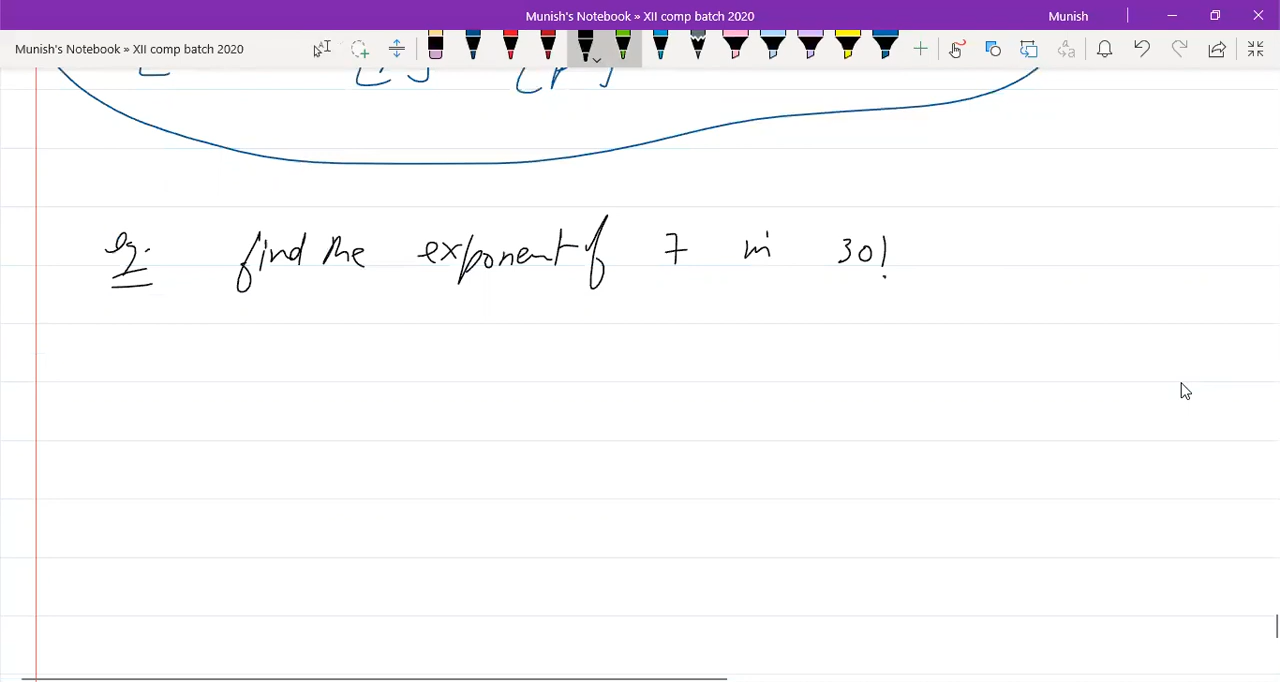 Munish's Notebook » XII comp batch 2020
Munish
Munish's Notebook » XII comp batch 2020
eg. find the exponent of 7 in 30!